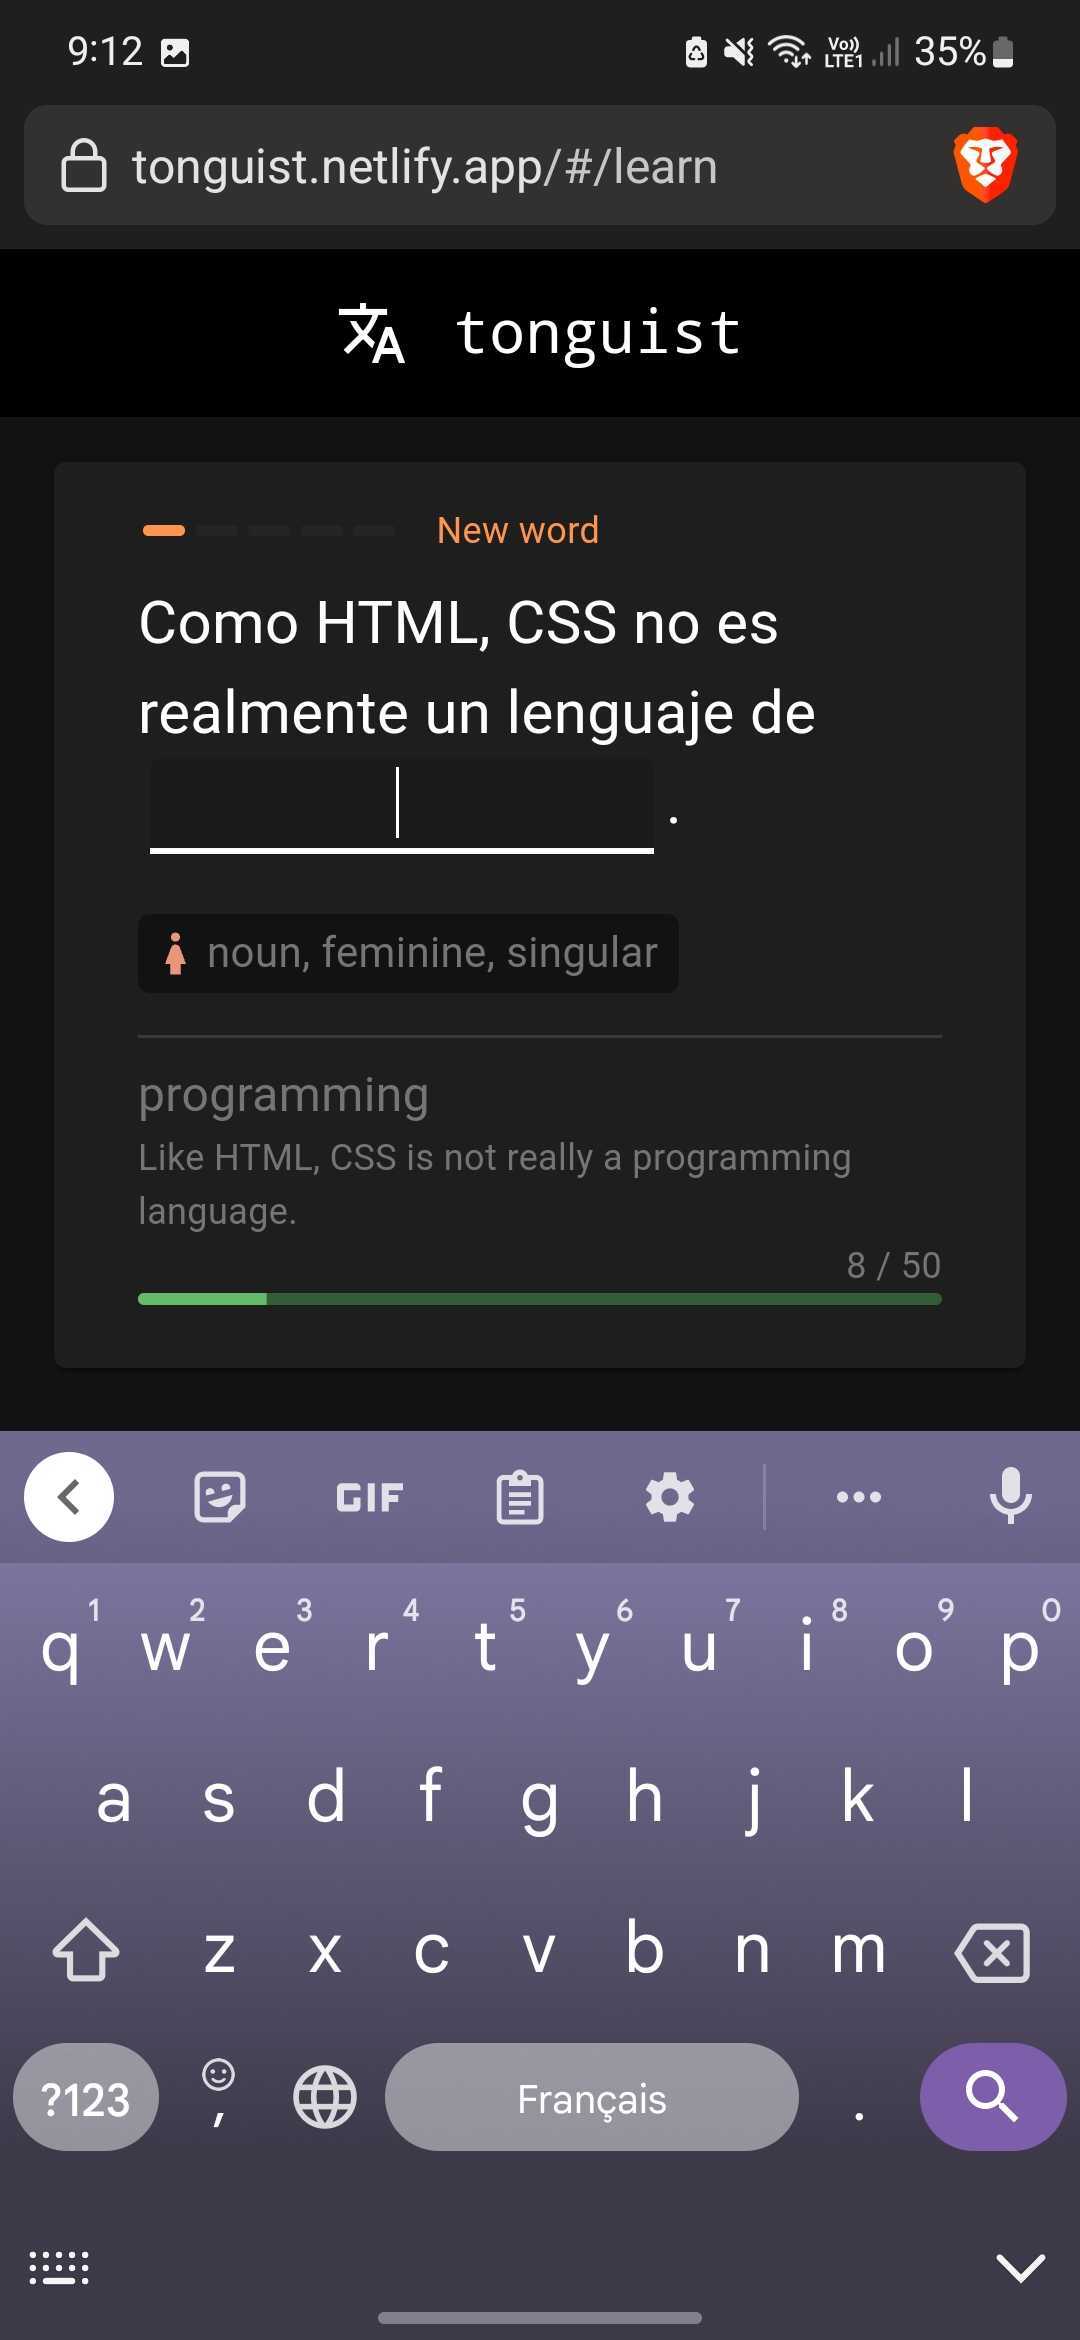 9:12 Vo)) LTE1 35%
tonguist.netlify.app/#/learn
tonguist
New word
Como HTML, CSS no es
realmente un lenguaje de
.
noun, feminine, singular
programming
Like HTML, CSS is not really a programming
language.
8 / 50
GIF
1 2 3 4 5 6 7 8 9 0
q w e r t y u i o p
a s d f g h j k l
z x c v b n m
?123 , Français .